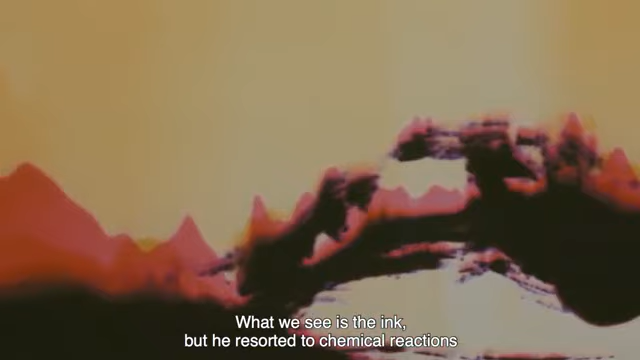 What we see is the ink,
but he resorted to chemical reactions